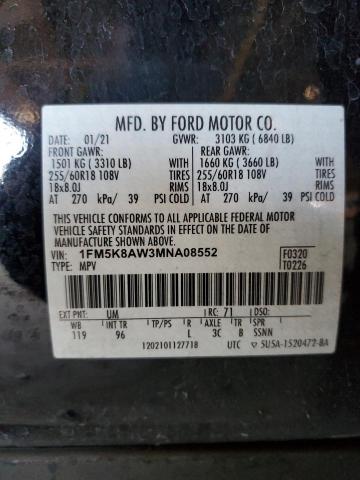 MFD. BY FORD MOTOR CO.
DATE: 01/21 GVWR: 3103 KG ( 6840 LB)
FRONT GAWR: REAR GAWR:
1501 KG ( 3310 LB) WITH 1660 KG ( 3660 LB) WITH
255/60R18 108V TIRES 255/60R18 108V TIRES
18x8.0J RIMS 18x8.0J RIMS
AT 270 kPa/ 39 PSI COLD AT 270 kPa/ 39 PSI COLD
THIS VEHICLE CONFORMS TO ALL APPLICABLE FEDERAL MOTOR
VEHICLE SAFETY STANDARDS IN EFFECT ON THE DATE OF
MANUFACTURE SHOWN ABOVE.
VIN: 1FM5K8AW3MNA08552 F0320
TYPE: MPV T0226
EXT PNT: UM RC: 71 DSO:
WB INT TR TP/PS R AXLE TR SPR
119 96 L 3C B SSNN
1202101127718 UTC 5U5A-1520472-BA